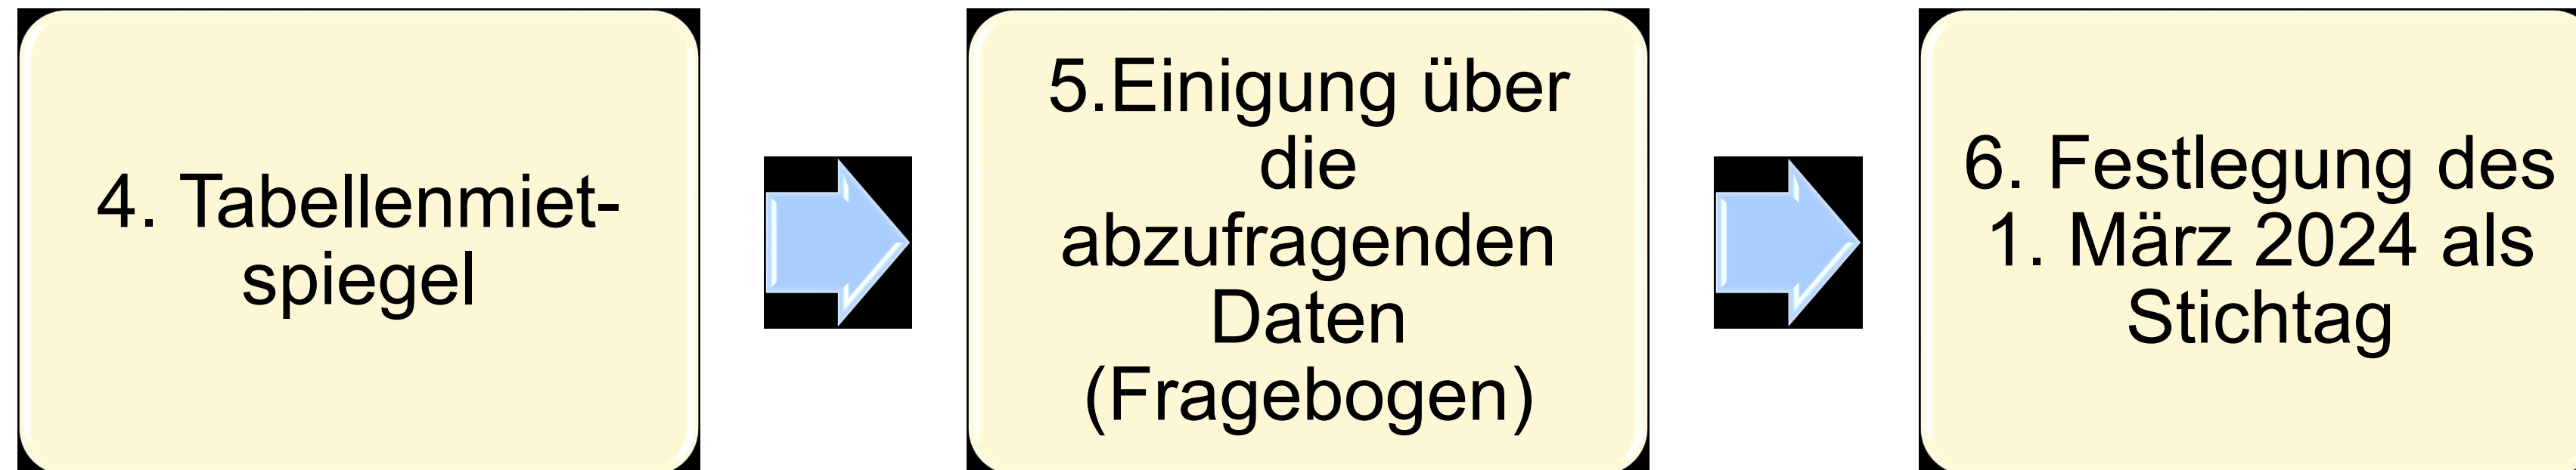 4. Tabellenmiet-
spiegel
5.Einigung über
die
abzufragenden
Daten
(Fragebogen)
6. Festlegung des
1. März 2024 als
Stichtag